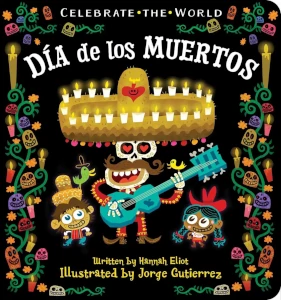 CELEBRATE • THE • WORLD
DÍA de los MUERTOS
Written by Hannah Eliot
Illustrated by Jorge Gutierrez